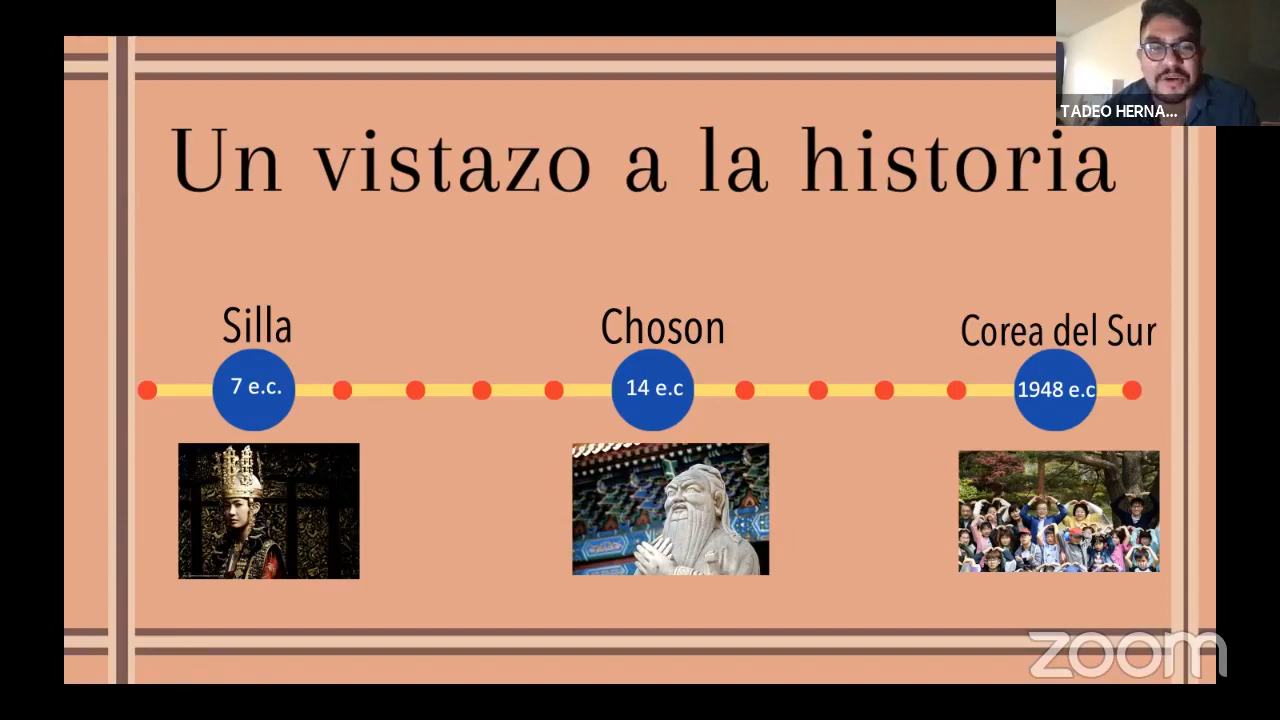 TADEO HERNA...
Un vistazo a la historia
Silla
Choson
Corea del Sur
7 e.c.
14 e.c
1948 e.c
zoom